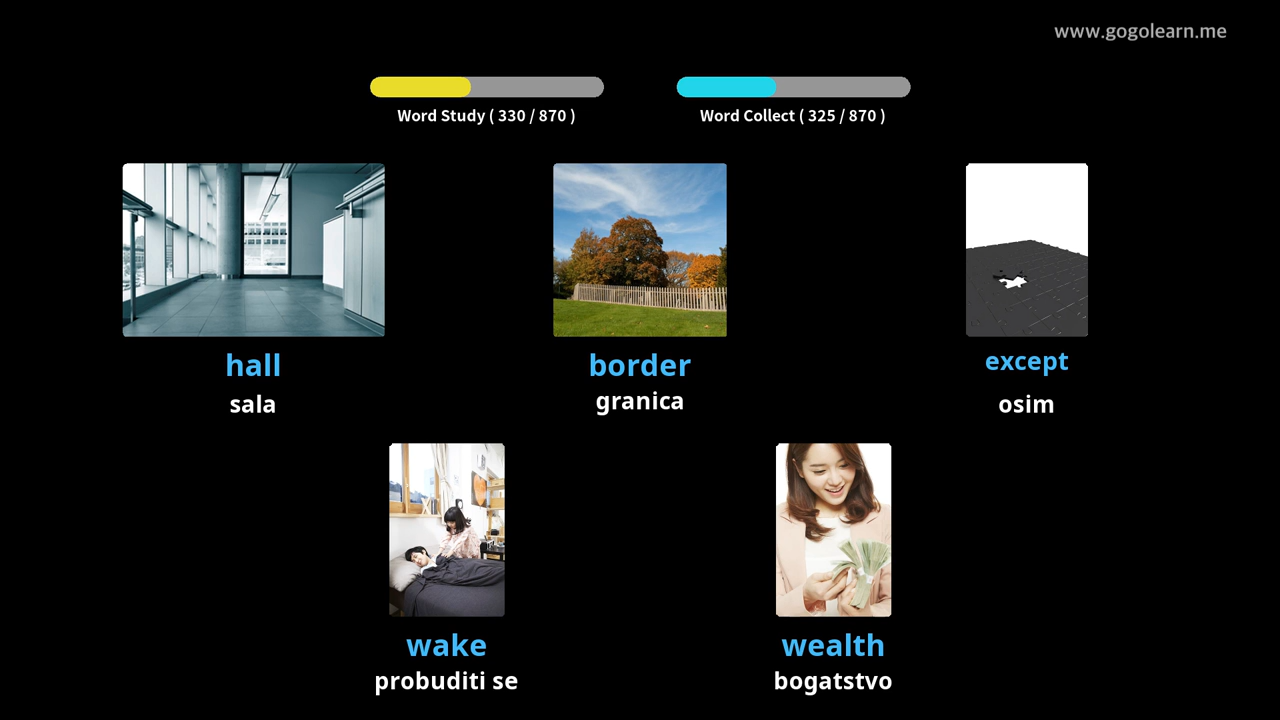 www.gogolearn.me
Word Study ( 330 / 870 )
Word Collect ( 325 / 870 )
hall
sala
border
granica
except
osim
wake
probuditi se
wealth
bogatstvo